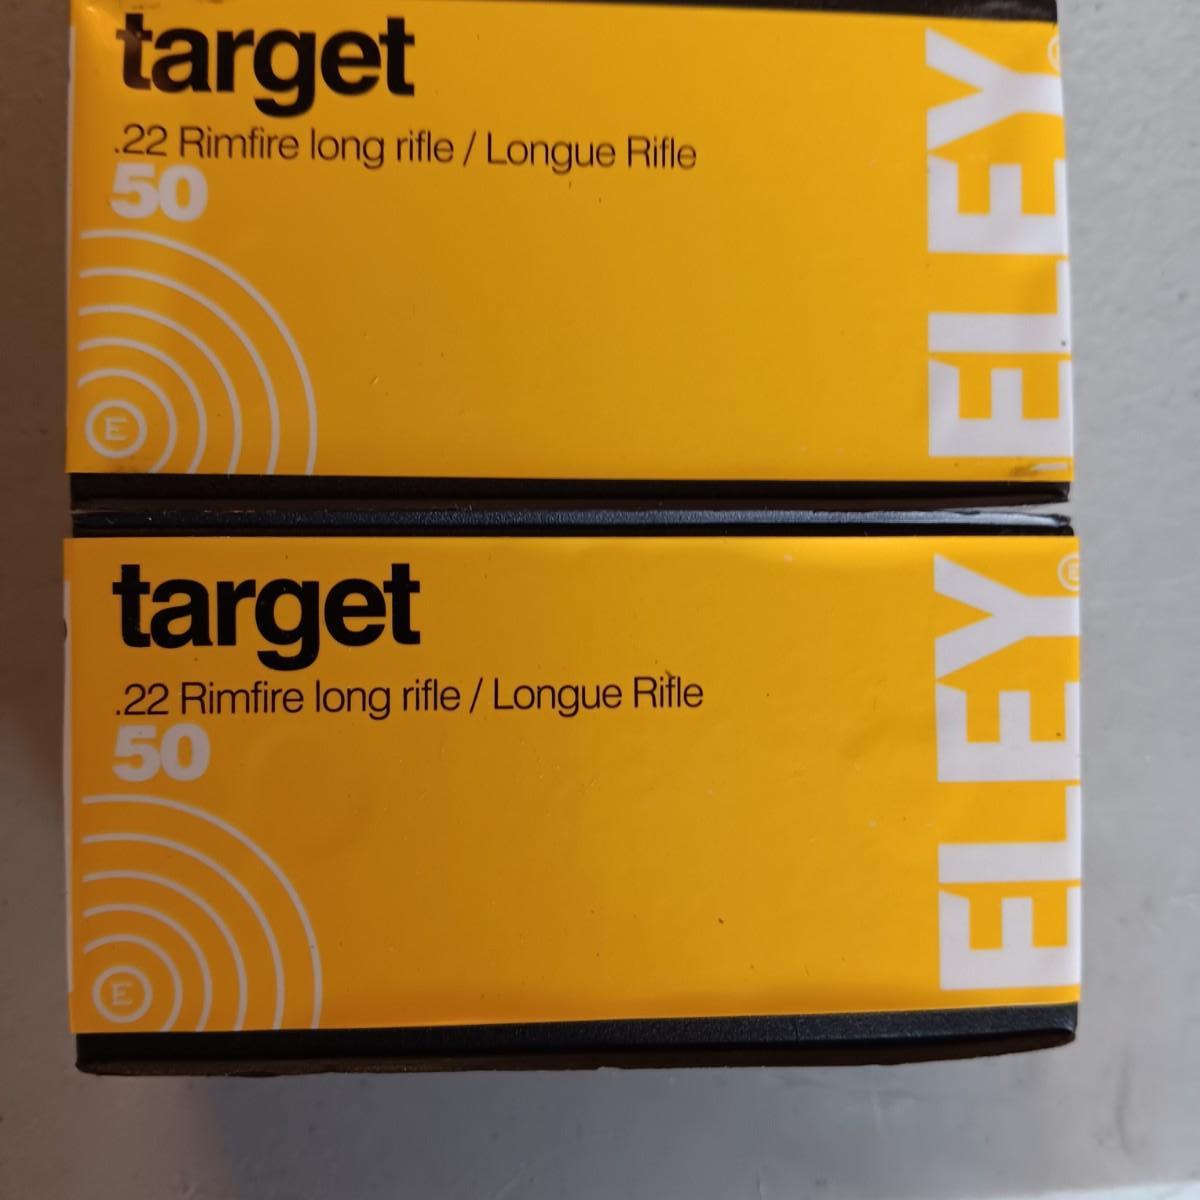 target
.22 Rimfire long rifle / Longue Rifle
50
E
ELEY
target
.22 Rimfire long rifle / Longue Rifle
50
E
ELEY
E